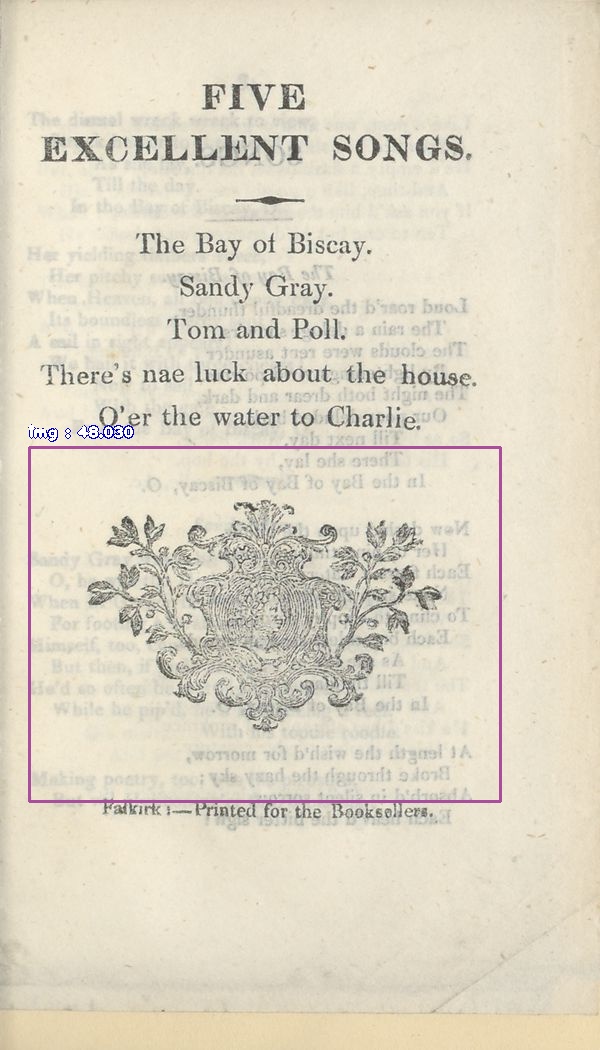 FIVE
EXCELLENT SONGS.
The Bay of Biscay.
Sandy Gray.
Tom and Poll.
There's nae luck about the house.
O'er the water to Charlie.
img : 48.030
Falkirk :—Printed for the Booksellers.